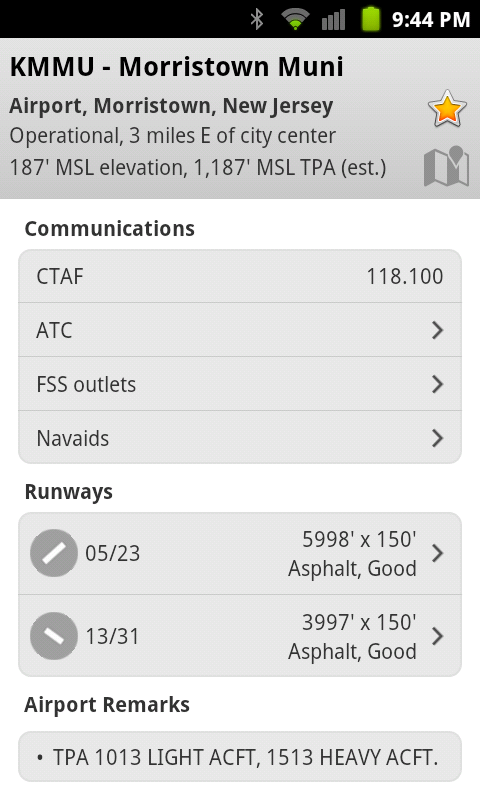 9:44 PM
KMMU - Morristown Muni
Airport, Morristown, New Jersey
Operational, 3 miles E of city center
187' MSL elevation, 1,187' MSL TPA (est.)
Communications
CTAF 118.100
ATC
FSS outlets
Navaids
Runways
05/23 5998' x 150'
Asphalt, Good
13/31 3997' x 150'
Asphalt, Good
Airport Remarks
• TPA 1013 LIGHT ACFT, 1513 HEAVY ACFT.